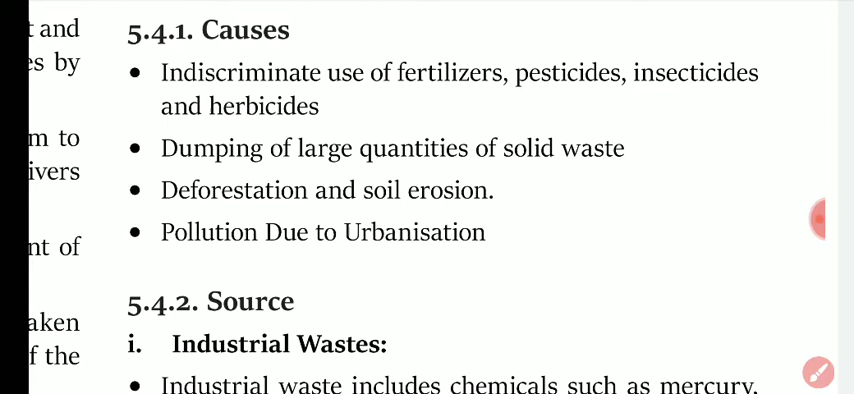 t and
es by
m to
ivers
nt of
aken
f the
5.4.1. Causes
• Indiscriminate use of fertilizers, pesticides, insecticides
and herbicides
• Dumping of large quantities of solid waste
• Deforestation and soil erosion.
• Pollution Due to Urbanisation
5.4.2. Source
i. Industrial Wastes:
• Industrial waste includes chemicals such as mercury,